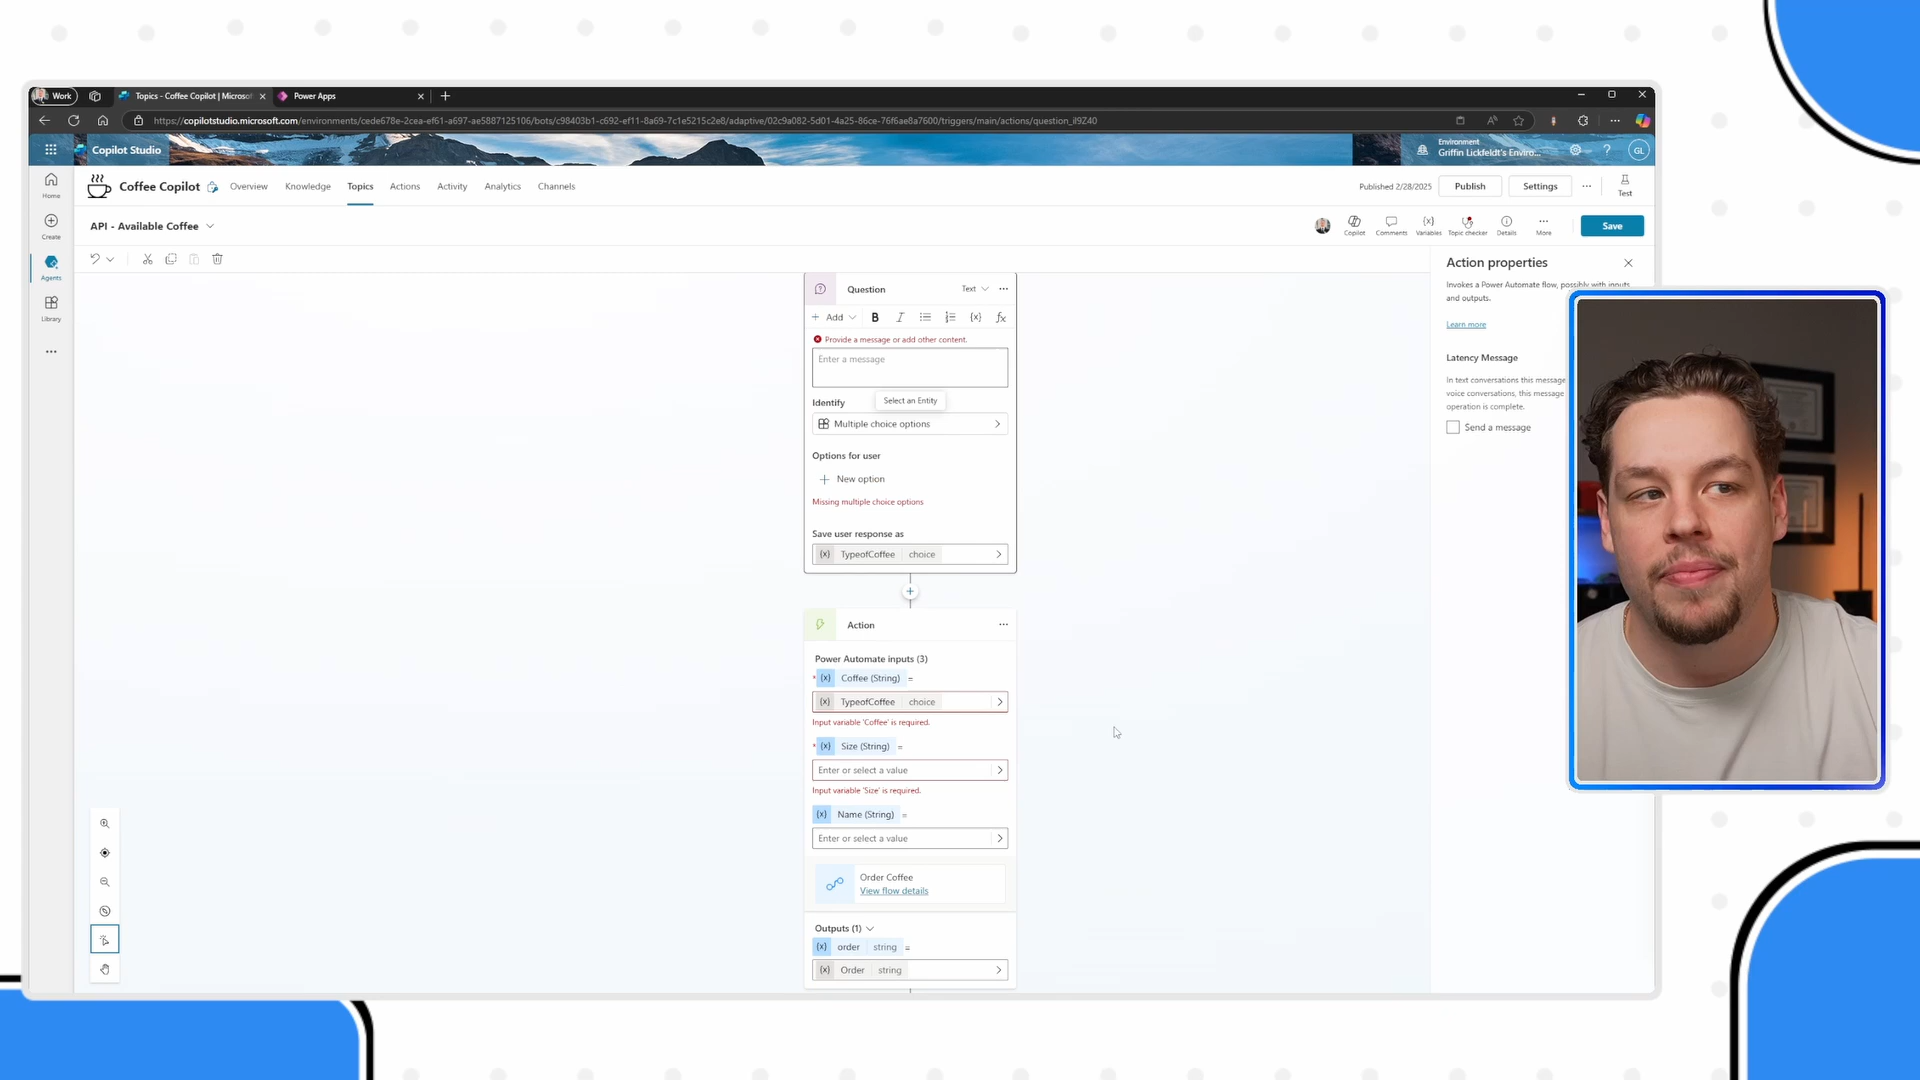 Work
Topics - Coffee Copilot | Microsof
Power Apps
https://copilotstudio.microsoft.com/environments/cede678e-2cea-ef61-a697-ae5887125106/bots/c98403b1-c692-ef11-8a69-7c1e5215c2e8/adaptive/02c9a082-5d01-4a25-86ce-76f6ae8a7600/triggers/main/actions/question_il9Z40
Copilot Studio
Environment
Griffin Lickfeldt's Enviro...
GL
Coffee Copilot
Overview
Knowledge
Topics
Actions
Activity
Analytics
Channels
Published 2/28/2025
Publish
Settings
Test
Home
Create
Agents
Library
API - Available Coffee
Copilot
Comments
Variables
Topic checker
Details
More
Save
Question
Text
Add
Provide a message or add other content.
Enter a message
Identify
Select an Entity
Multiple choice options
Options for user
New option
Missing multiple choice options
Save user response as
{x} TypeofCoffee choice
Action
Power Automate inputs (3)
* {x} Coffee (String) =
{x} TypeofCoffee choice
Input variable 'Coffee' is required.
* {x} Size (String) =
Enter or select a value
Input variable 'Size' is required.
{x} Name (String) =
Enter or select a value
Order Coffee
View flow details
Outputs (1)
{x} order string =
{x} Order string
Action properties
Invokes a Power Automate flow, possibly with inputs
and outputs.
Learn more
Latency Message
In text conversations this message
voice conversations, this message
operation is complete.
Send a message